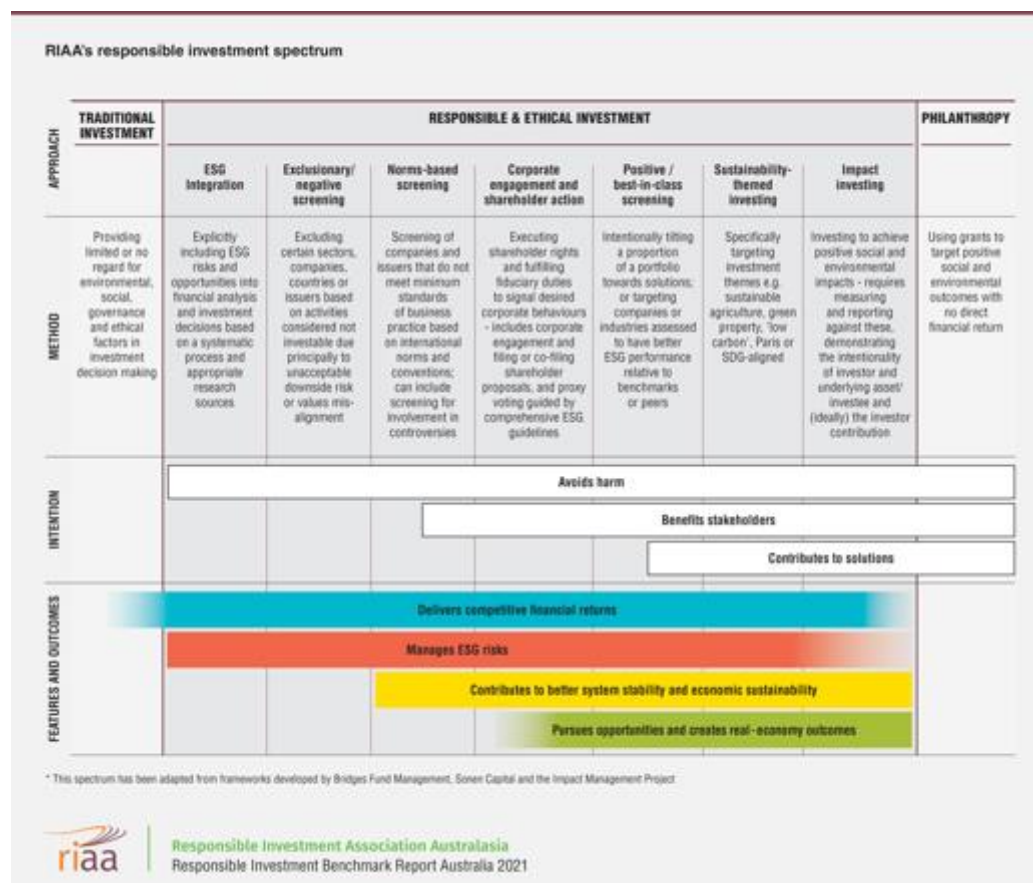 RIAA's responsible investment spectrum
APPROACH
TRADITIONAL
INVESTMENT
RESPONSIBLE & ETHICAL INVESTMENT
PHILANTHROPY
ESG
Integration
Exclusionary/
negative
screening
Norms-based
screening
Corporate
engagement and
shareholder action
Positive /
best-in-class
screening
Sustainability-
themed
investing
Impact
investing
METHOD
Providing
limited or no
regard for
environmental,
social,
governance
and ethical
factors in
investment
decision making
Explicitly
including ESG
risks and
opportunities into
financial analysis
and investment
decisions based
on a systematic
process and
appropriate
research
sources
Excluding
certain sectors,
companies,
countries or
issuers based
on activities
considered not
investable due
principally to
unacceptable
downside risk
or values mis-
alignment
Screening of
companies and
issuers that do not
meet minimum
standards
of business
practice based
on international
norms and
conventions;
can include
screening for
involvement in
controversies
Executing
shareholder rights
and fulfilling
fiduciary duties
to signal desired
corporate behaviours
- includes corporate
engagement and
filing or co-filing
shareholder
proposals, and proxy
voting guided by
comprehensive ESG
guidelines
Intentionally tilting
a proportion
of a portfolio
towards solutions;
or targeting
companies or
industries assessed
to have better
ESG performance
relative to
benchmarks
or peers
Specifically
targeting
investment
themes e.g.
sustainable
agriculture, green
property, 'low
carbon', Paris or
SDG-aligned
Investing to achieve
positive social and
environmental
impacts - requires
measuring
and reporting
against these,
demonstrating
the intentionality
of investor and
underlying asset/
investee and
(ideally) the investor
contribution
Using grants to
target positive
social and
environmental
outcomes with
no direct
financial return
INTENTION
Avoids harm
Benefits stakeholders
Contributes to solutions
FEATURES AND OUTCOMES
Delivers competitive financial returns
Manages ESG risks
Contributes to better system stability and economic sustainability
Pursues opportunities and creates real-economy outcomes
* This spectrum has been adapted from frameworks developed by Bridges Fund Management, Sonen Capital and the Impact Management Project
riaa
Responsible Investment Association Australasia
Responsible Investment Benchmark Report Australia 2021